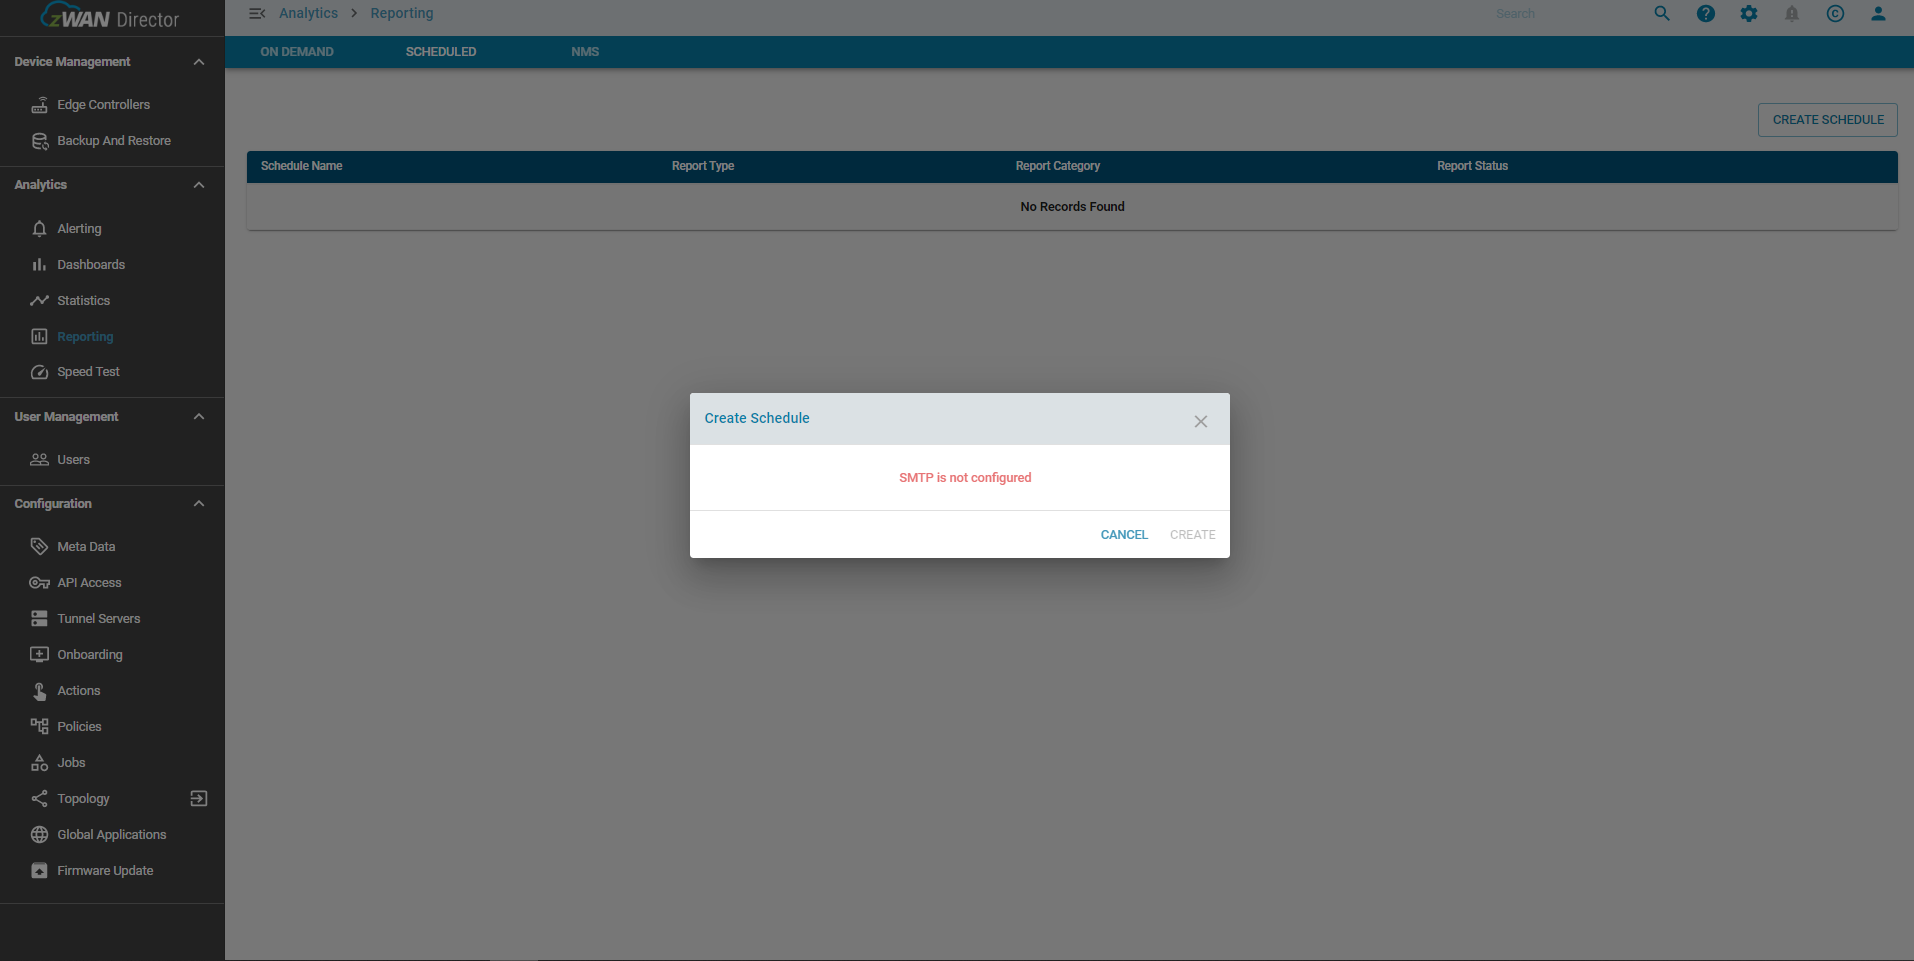 zWAN Director
Analytics > Reporting
Search
ON DEMAND
SCHEDULED
NMS
Device Management
Edge Controllers
Backup And Restore
Analytics
Alerting
Dashboards
Statistics
Reporting
Speed Test
User Management
Users
Configuration
Meta Data
API Access
Tunnel Servers
Onboarding
Actions
Policies
Jobs
Topology
Global Applications
Firmware Update
CREATE SCHEDULE
Schedule Name Report Type Report Category Report Status
No Records Found
Create Schedule
SMTP is not configured
CANCEL CREATE